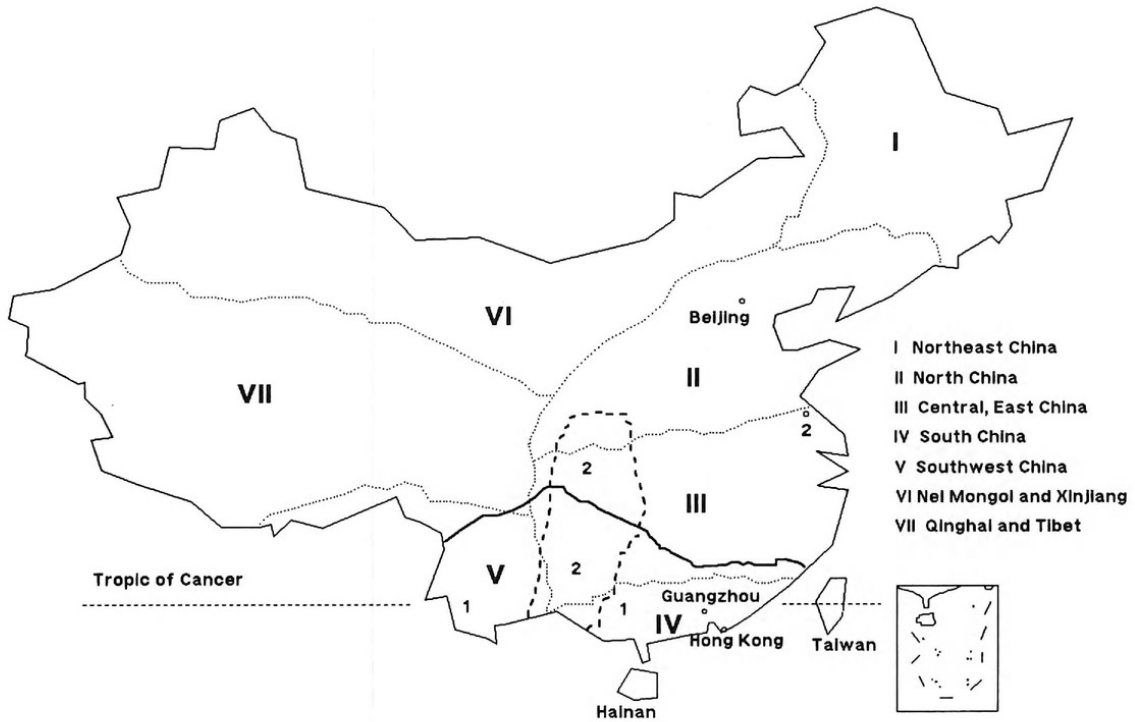 I
VI
Beijing
II
VII
I Northeast China
II North China
III Central, East China
IV South China
V Southwest China
VI Nei Mongol and Xinjiang
VII Qinghai and Tibet
2
2
III
V
2
Tropic of Cancer
1
1
Guangzhou
IV
Hong Kong
Taiwan
Hainan